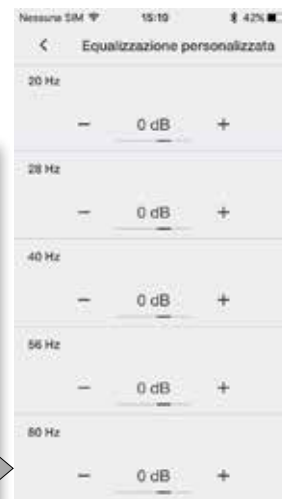 Nessuna SIM 15:19 42%
Equalizzazione personalizzata
20 Hz
− 0 dB +
28 Hz
− 0 dB +
40 Hz
− 0 dB +
56 Hz
− 0 dB +
80 Hz
− 0 dB +